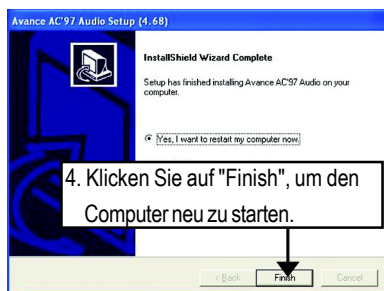 Avance AC'97 Audio Setup (4.68)
InstallShield Wizard Complete
Setup has finished installing Avance AC'97 Audio on your
computer.
Yes, I want to restart my computer now.
4. Klicken Sie auf "Finish", um den
Computer neu zu starten.
< Back
Finish
Cancel